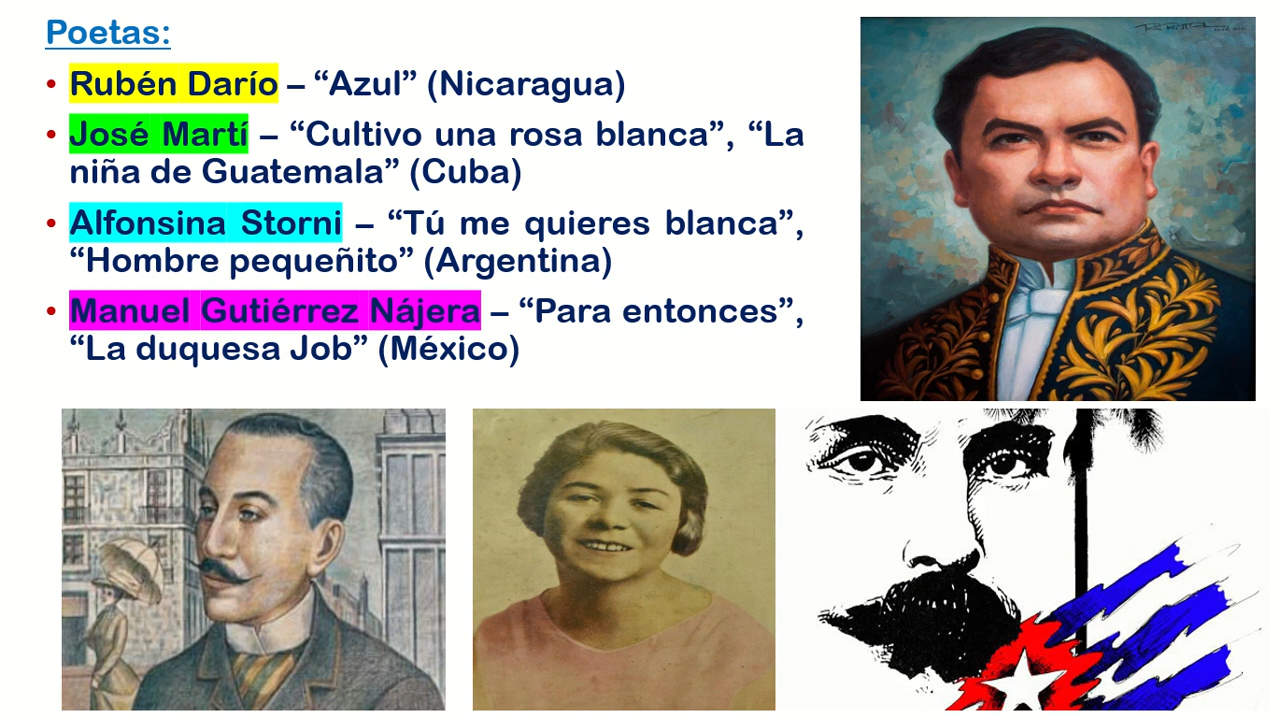 Poetas:
• Rubén Darío – “Azul” (Nicaragua)
• José Martí – “Cultivo una rosa blanca”, “La
niña de Guatemala” (Cuba)
• Alfonsina Storni – “Tú me quieres blanca”,
“Hombre pequeñito” (Argentina)
• Manuel Gutiérrez Nájera – “Para entonces”,
“La duquesa Job” (México)